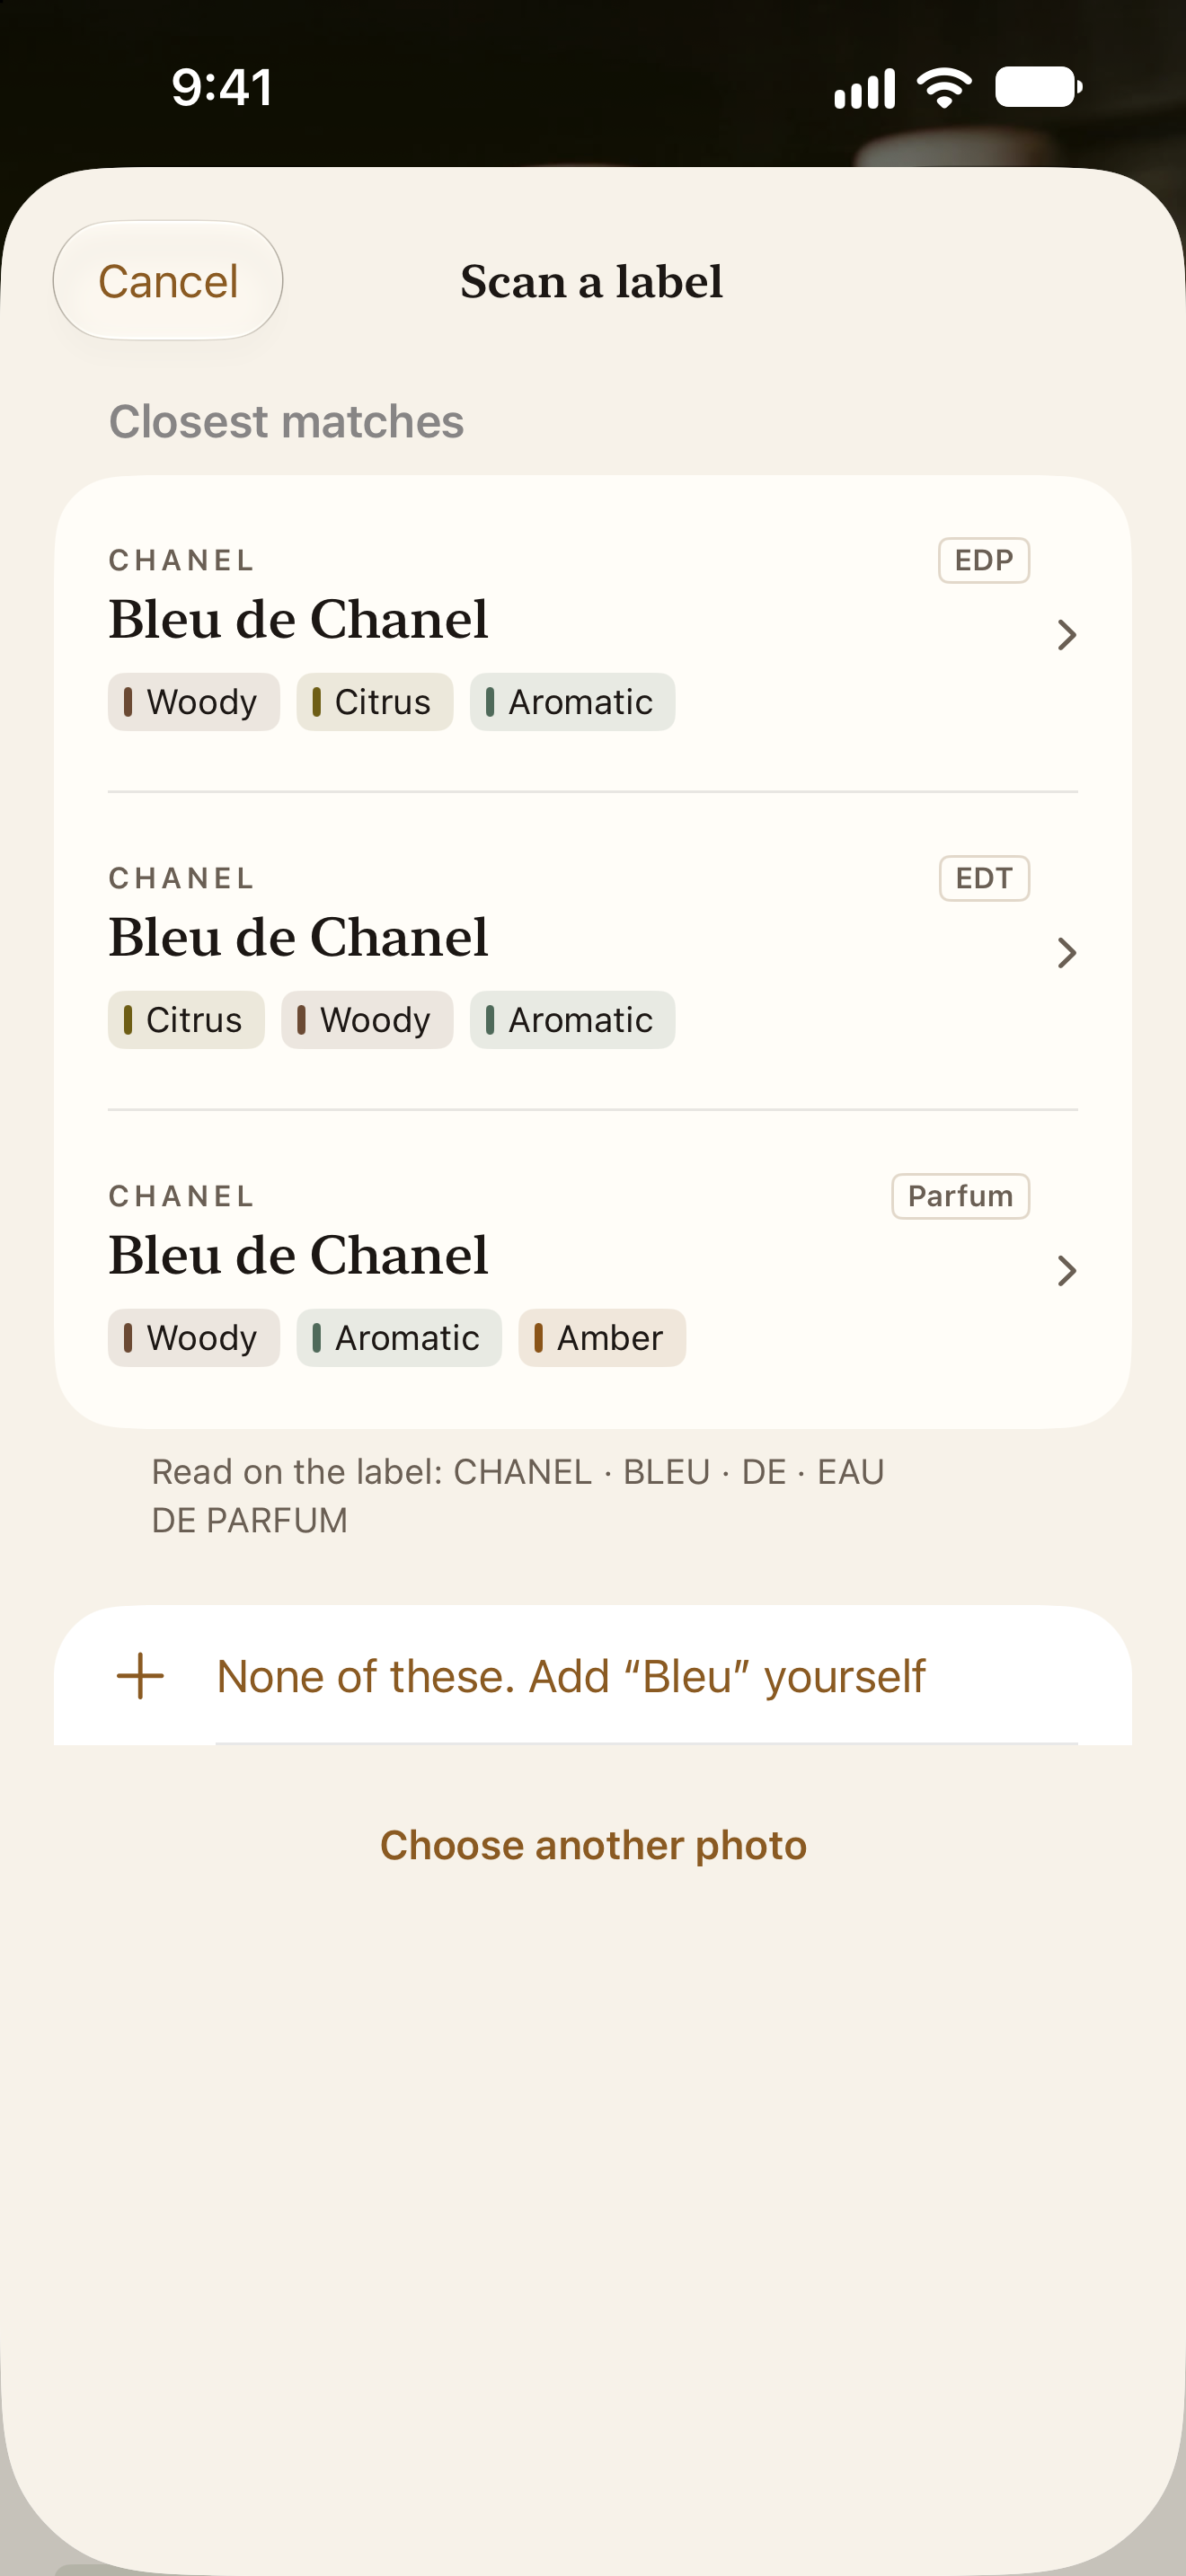 9:41
Cancel
Scan a label
Closest matches
CHANEL
EDP
Bleu de Chanel
Woody
Citrus
Aromatic
CHANEL
EDT
Bleu de Chanel
Citrus
Woody
Aromatic
CHANEL
Parfum
Bleu de Chanel
Woody
Aromatic
Amber
Read on the label: CHANEL · BLEU · DE · EAU
DE PARFUM
None of these. Add “Bleu” yourself
Choose another photo